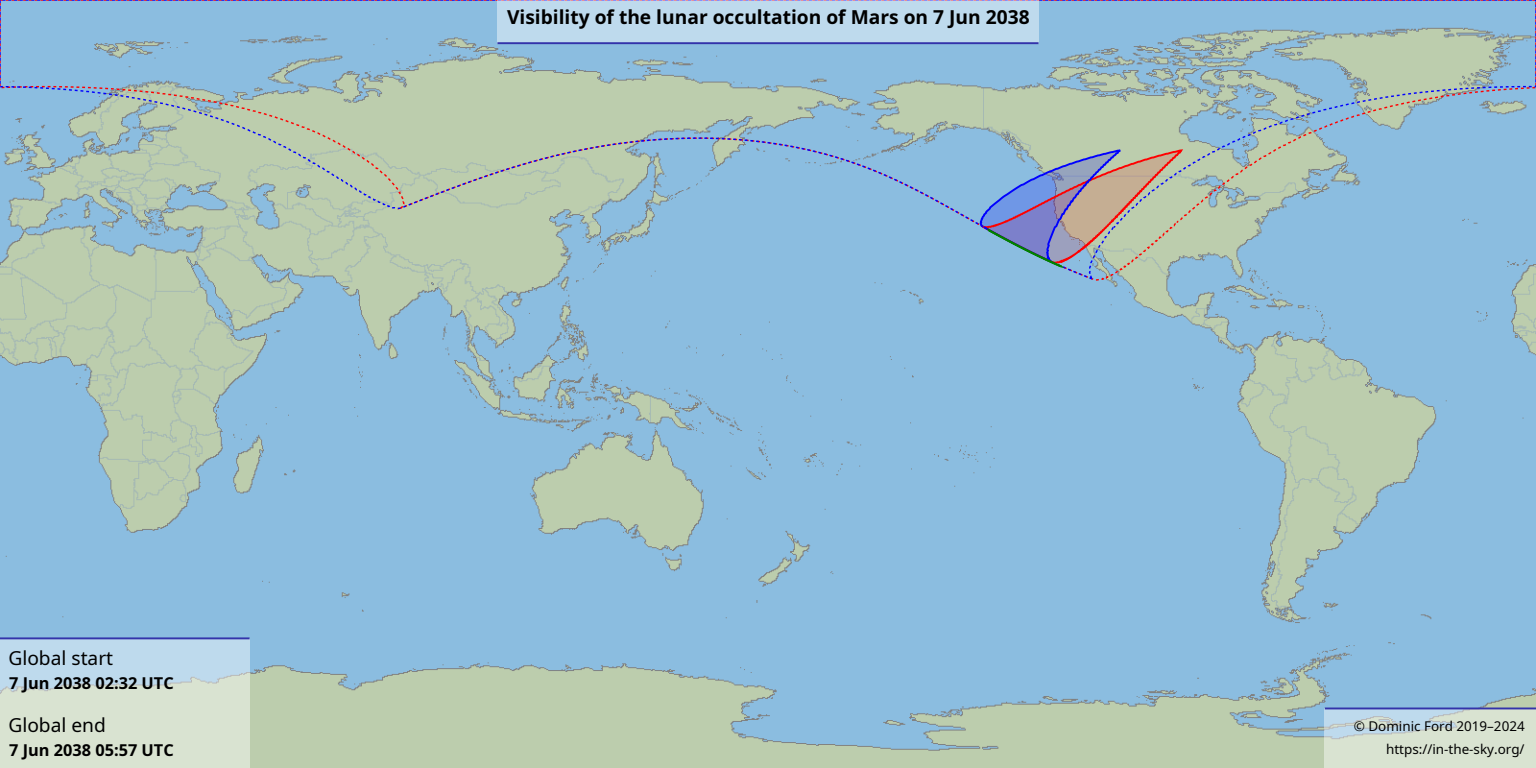 Visibility of the lunar occultation of Mars on 7 Jun 2038
Global start
7 Jun 2038 02:32 UTC
Global end
7 Jun 2038 05:57 UTC
© Dominic Ford 2019–2024
https://in-the-sky.org/